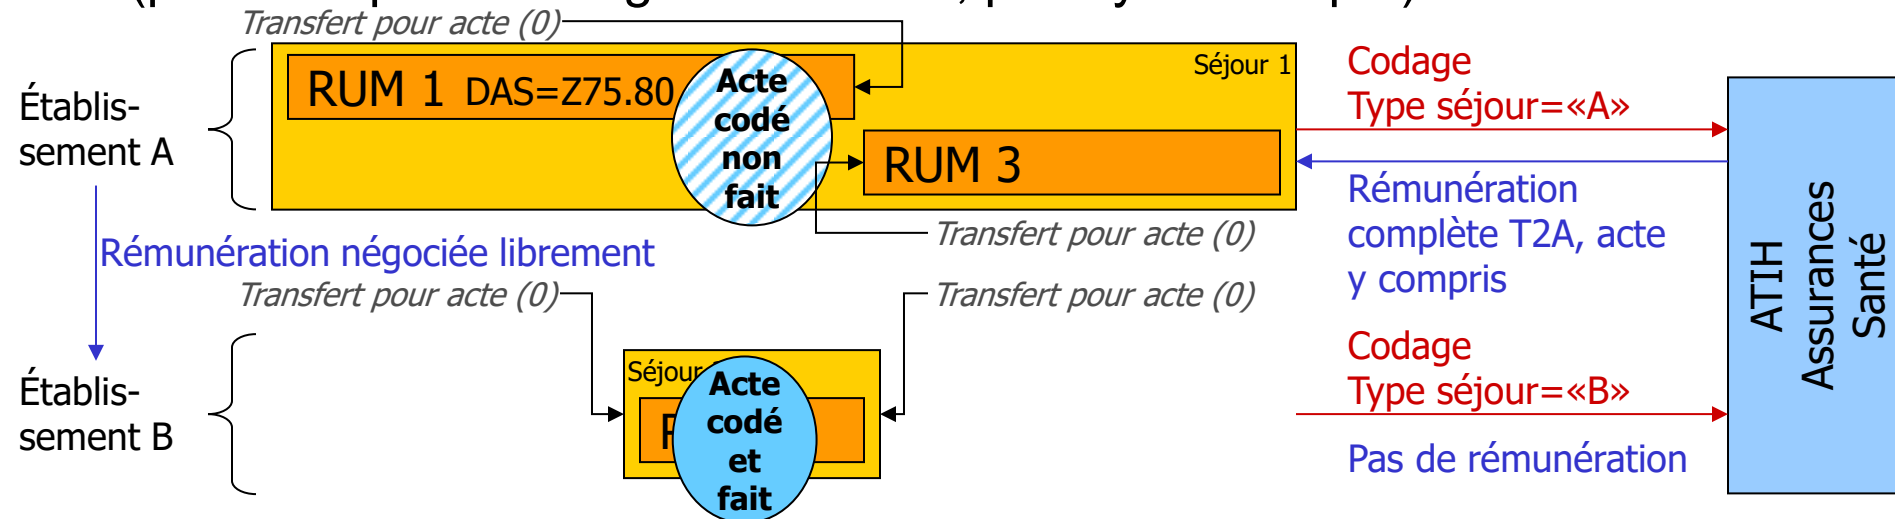 Transfert pour acte (0)
Établis-
sement A
RUM 1 DAS=Z75.80
Acte
codé
non
fait
Séjour 1
RUM 3
Codage
Type séjour=«A»
Rémunération
complète T2A, acte
y compris
Transfert pour acte (0)
Rémunération négociée librement
Transfert pour acte (0)
Transfert pour acte (0)
Établis-
sement B
Séjour
Acte
codé
et
fait
Codage
Type séjour=«B»
Pas de rémunération
ATIH
Assurances
Santé